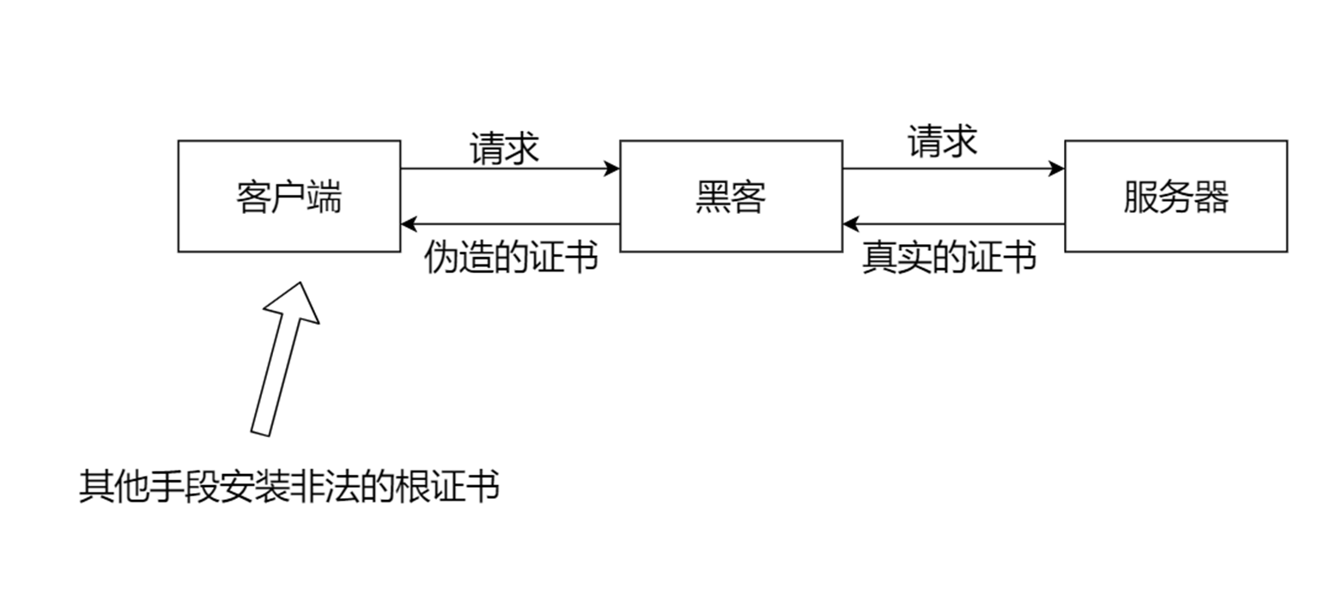 请求
请求
客户端
黑客
服务器
伪造的证书
真实的证书
其他手段安装非法的根证书